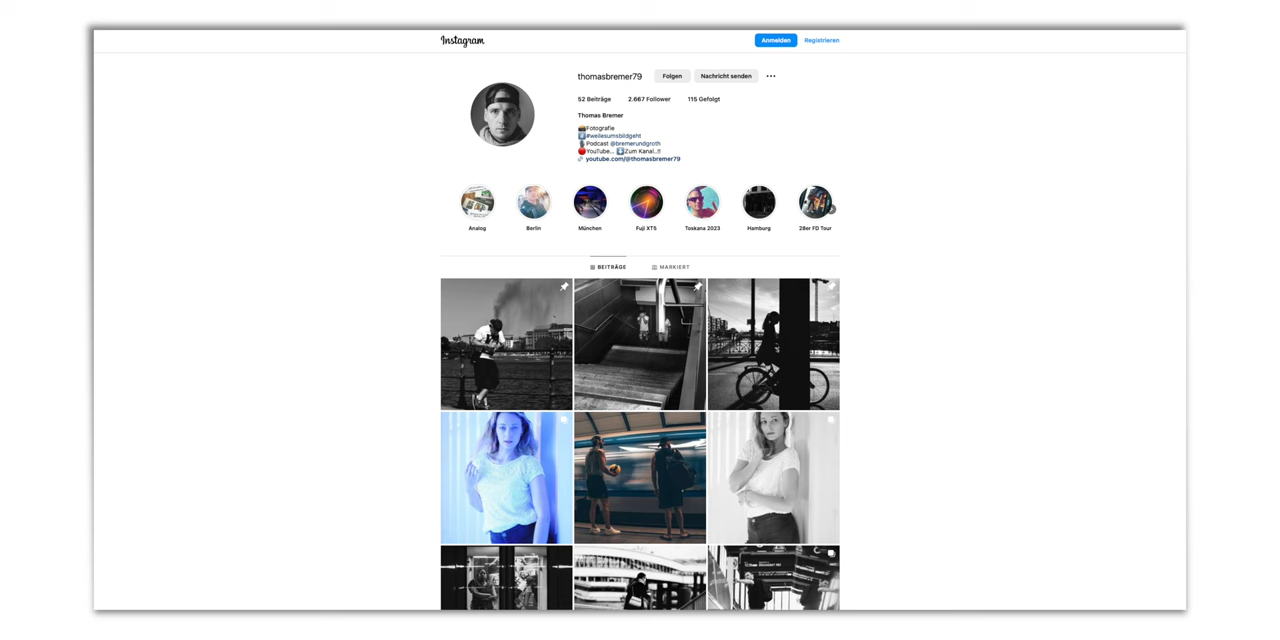 Instagram
Anmelden
Registrieren
thomasbremer79
Folgen
Nachricht senden
52 Beiträge
2.667 Follower
115 Gefolgt
Thomas Bremer
Fotografie
#weilesumsbildgeht
Podcast @bremerundgroth
YouTube... Zum Kanal..!!
youtube.com/@thomasbremer79
Analog
Berlin
München
Fuji XT5
Toskana 2023
Hamburg
28er FD Tour
BEITRÄGE
MARKIERT